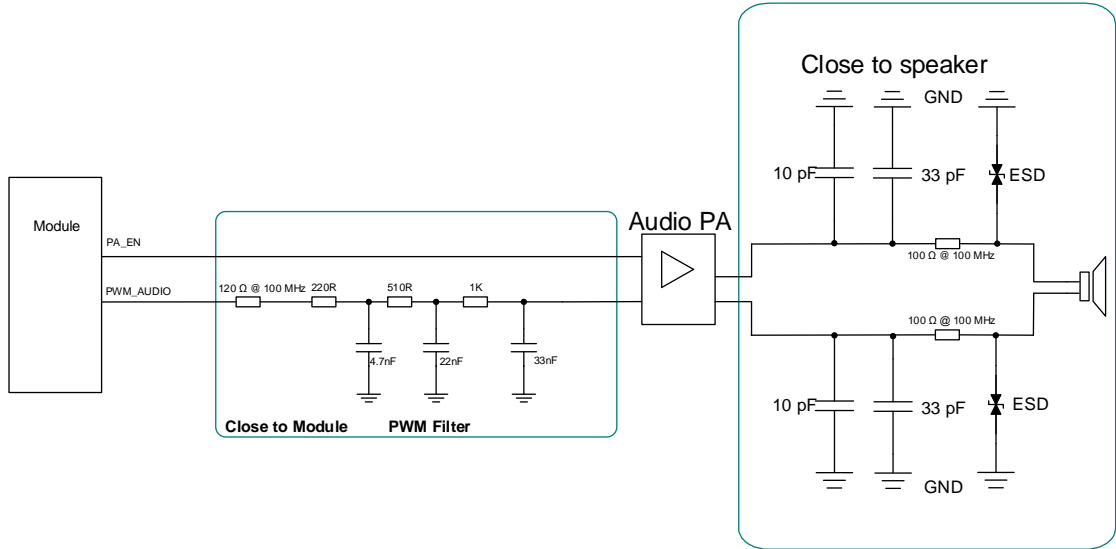 Close to speaker
GND
10 pF
33 pF
ESD
Module
Audio PA
PA_EN
100 Ω @ 100 MHz
PWM_AUDIO
120 Ω @ 100 MHz
220R
510R
1K
100 Ω @ 100 MHz
4.7nF
22nF
33nF
10 pF
33 pF
ESD
Close to Module
PWM Filter
GND